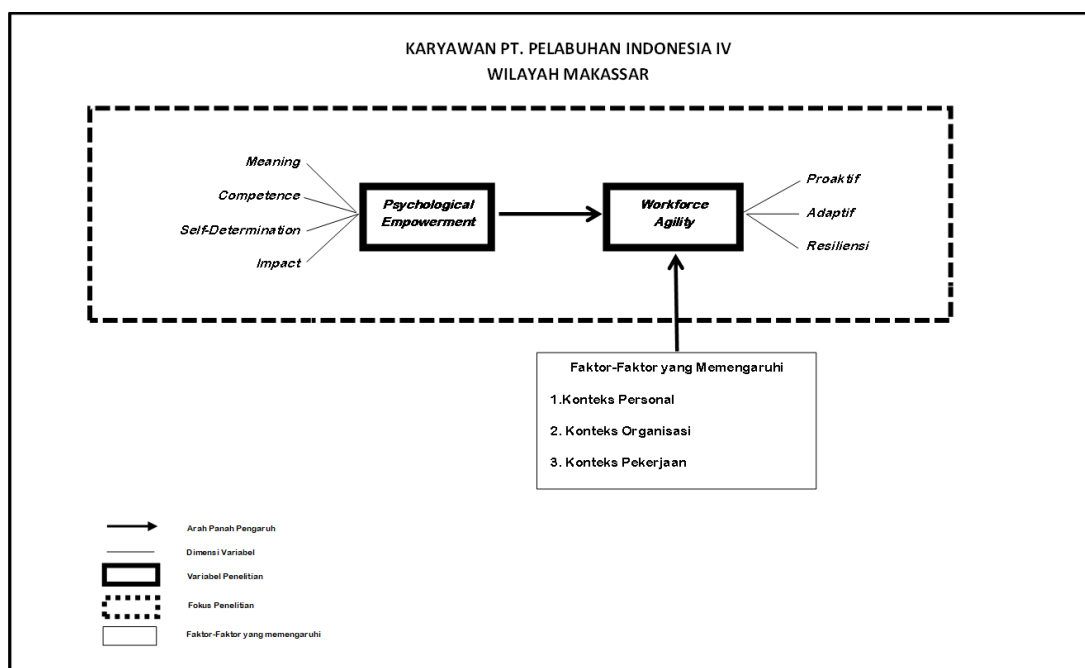 KARYAWAN PT. PELABUHAN INDONESIA IV
WILAYAH MAKASSAR
Meaning
Competence
Self-Determination
Impact
Psychological
Empowerment
Workforce
Agility
Proaktif
Adaptif
Resiliensi
Faktor-Faktor yang Memengaruhi
1.Konteks Personal
2. Konteks Organisasi
3. Konteks Pekerjaan
Arah Panah Pengaruh
Dimensi Variabel
Variabel Penelitian
Fokus Penelitian
Faktor-Faktor yang memengaruhi